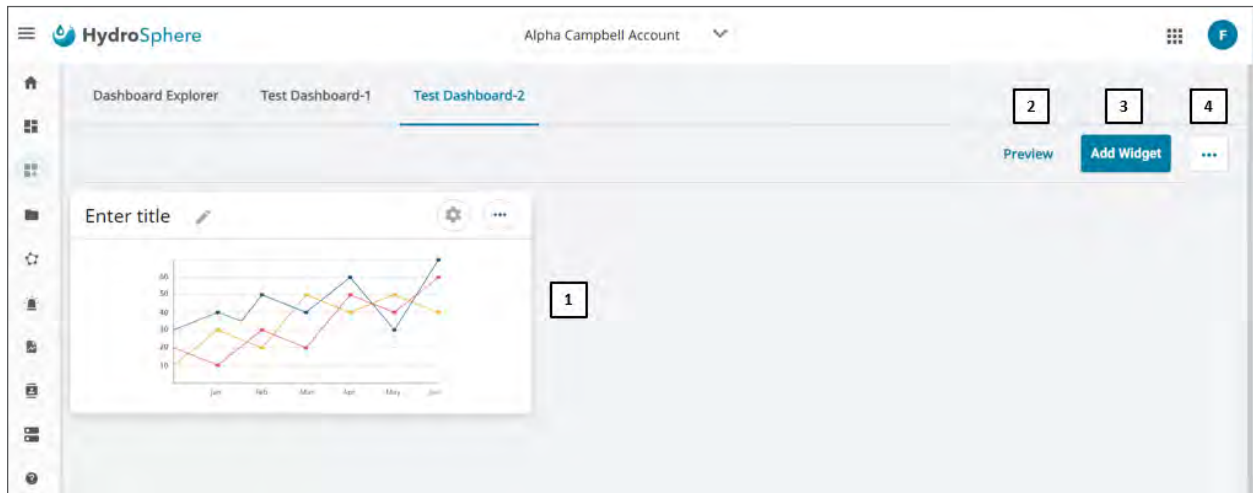 HydroSphere
Alpha Campbell Account
F
Dashboard Explorer Test Dashboard-1 Test Dashboard-2
2 3 4
Preview Add Widget ...
Enter title ...
60
50
40
30
20
10
Jan Feb Mar Apr May Jun
1